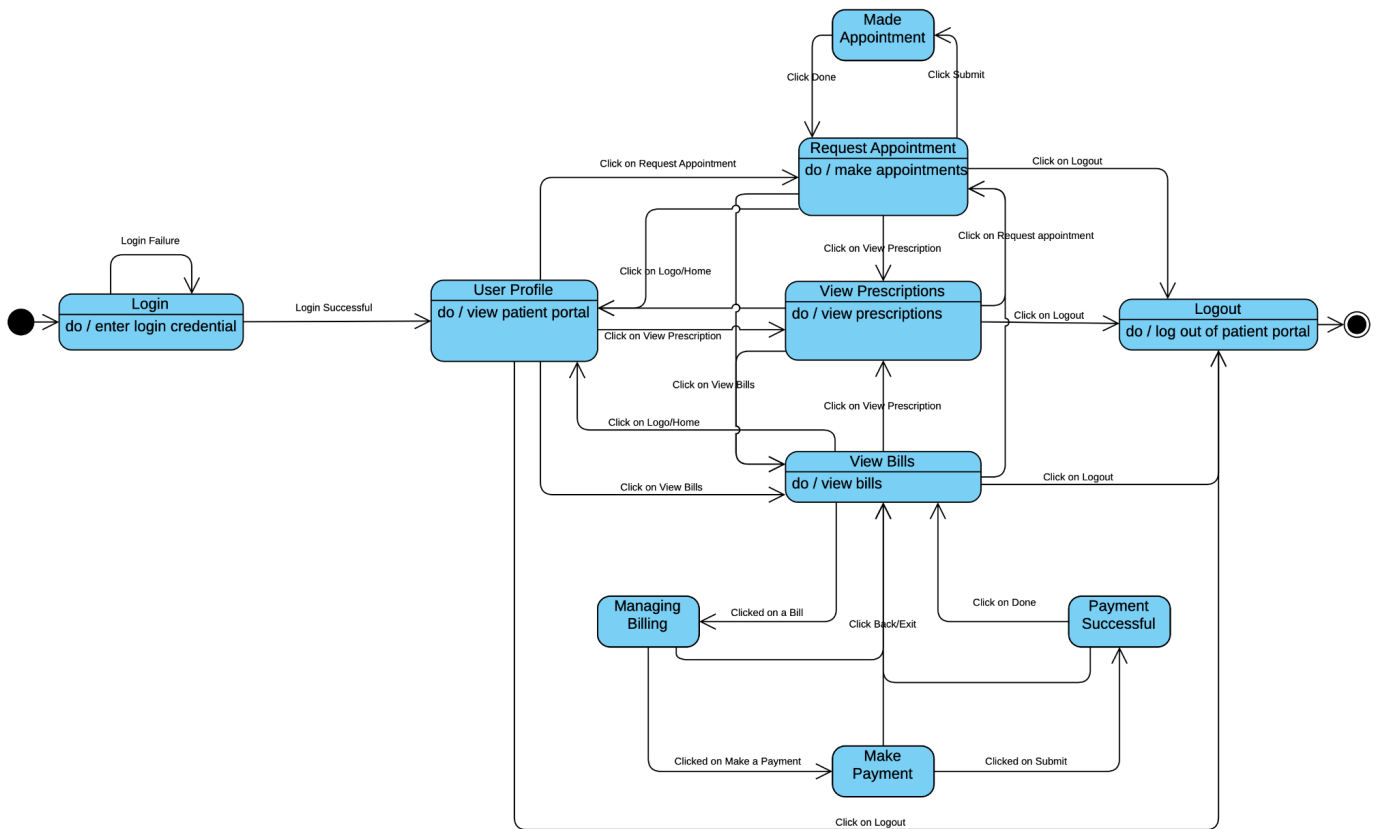 Made
Appointment
Click Done
Click Submit
Request Appointment
do / make appointments
Click on Request Appointment
Click on Logout
Login Failure
Click on Request appointment
Click on View Prescription
Click on Logo/Home
User Profile
do / view patient portal
View Prescriptions
do / view prescriptions
Login
do / enter login credential
Login Successful
Logout
do / log out of patient portal
Click on Logout
Click on View Prescription
Click on View Bills
Click on View Prescription
Click on Logo/Home
View Bills
do / view bills
Click on View Bills
Click on Logout
Managing
Billing
Clicked on a Bill
Click Back/Exit
Click on Done
Payment
Successful
Clicked on Make a Payment
Make
Payment
Clicked on Submit
Click on Logout